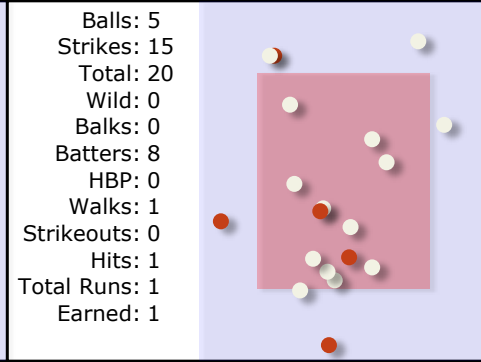 Balls: 5
Strikes: 15
Total: 20
Wild: 0
Balks: 0
Batters: 8
HBP: 0
Walks: 1
Strikeouts: 0
Hits: 1
Total Runs: 1
Earned: 1